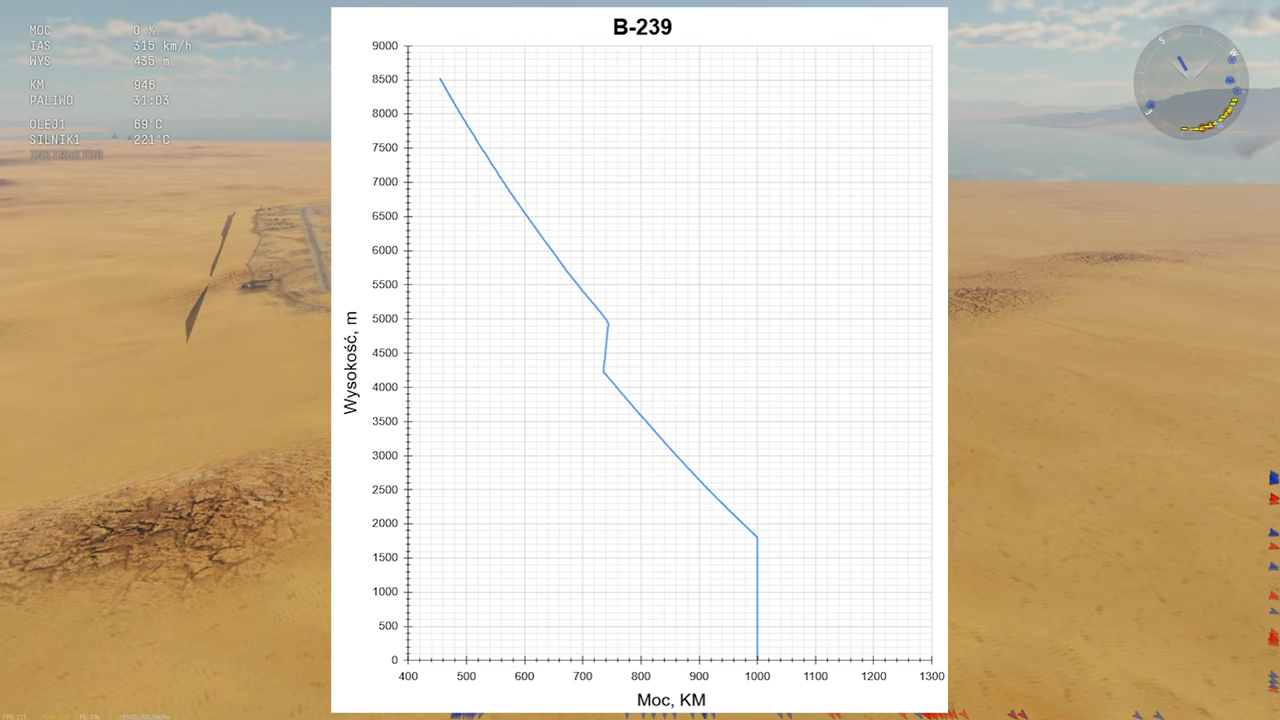 MOC 0 %
IAS 315 km/h
WYS 435 m
KM 946
PALIWO 31:03
OLEJ1 69°C
SILNIK1 221°C
INSTRUKTOR
B-239
9000
8500
8000
7500
7000
6500
6000
5500
5000
4500
4000
3500
3000
2500
2000
1500
1000
500
0
Wysokość, m
400 500 600 700 800 900 1000 1100 1200 1300
Moc, KM
S
W
E